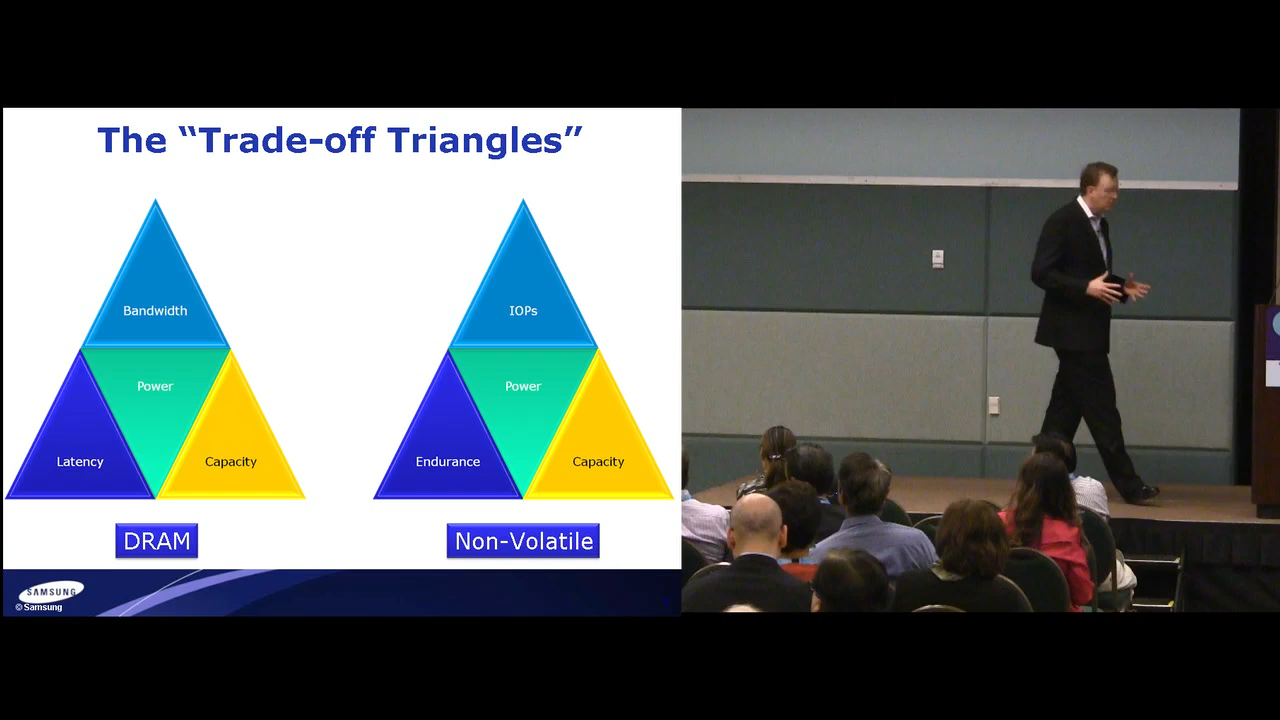 The “Trade-off Triangles”
Bandwidth
Power
Latency
Capacity
DRAM
IOPs
Power
Endurance
Capacity
Non-Volatile
SAMSUNG
© Samsung